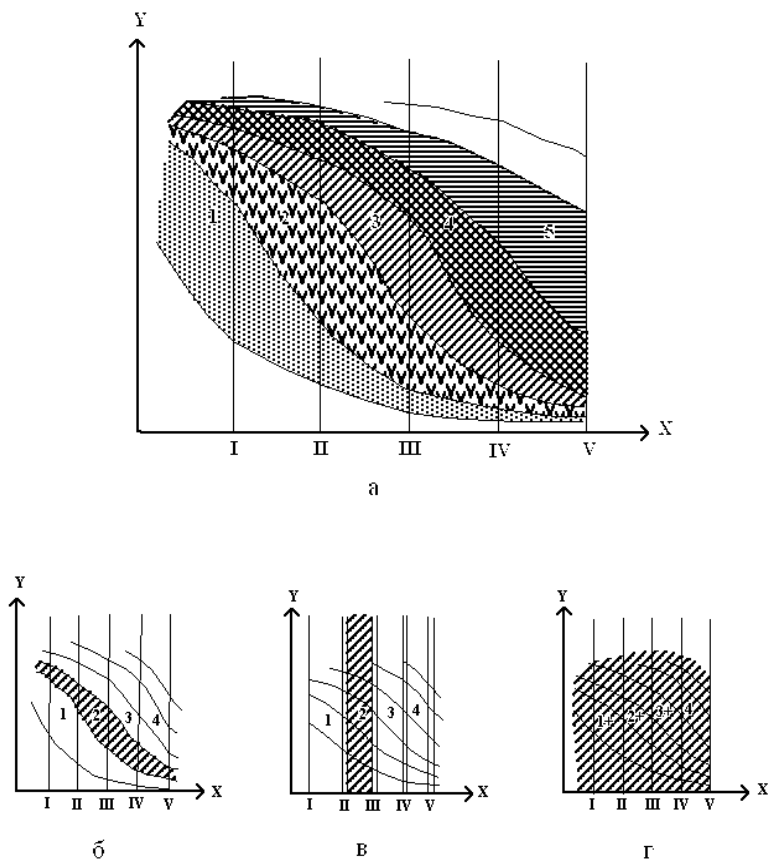 Y
1 2 3 4 5
X
I II III IV V
а
Y Y Y
1 2 3 4 1 2 3 4 1+ 2+ 3+ 4
X X X
I II III IV V I II III IV V I II III IV V
б в г